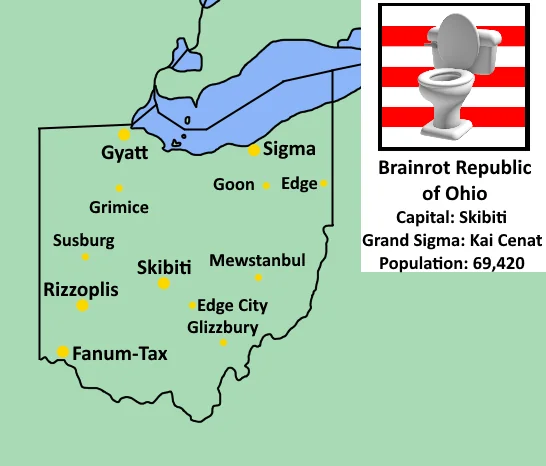 Gyatt
Sigma
Goon
Edge
Grimice
Susburg
Skibiti
Mewstanbul
Rizzoplis
Edge City
Glizzbury
Fanum-Tax
Brainrot Republic
of Ohio
Capital: Skibiti
Grand Sigma: Kai Cenat
Population: 69,420